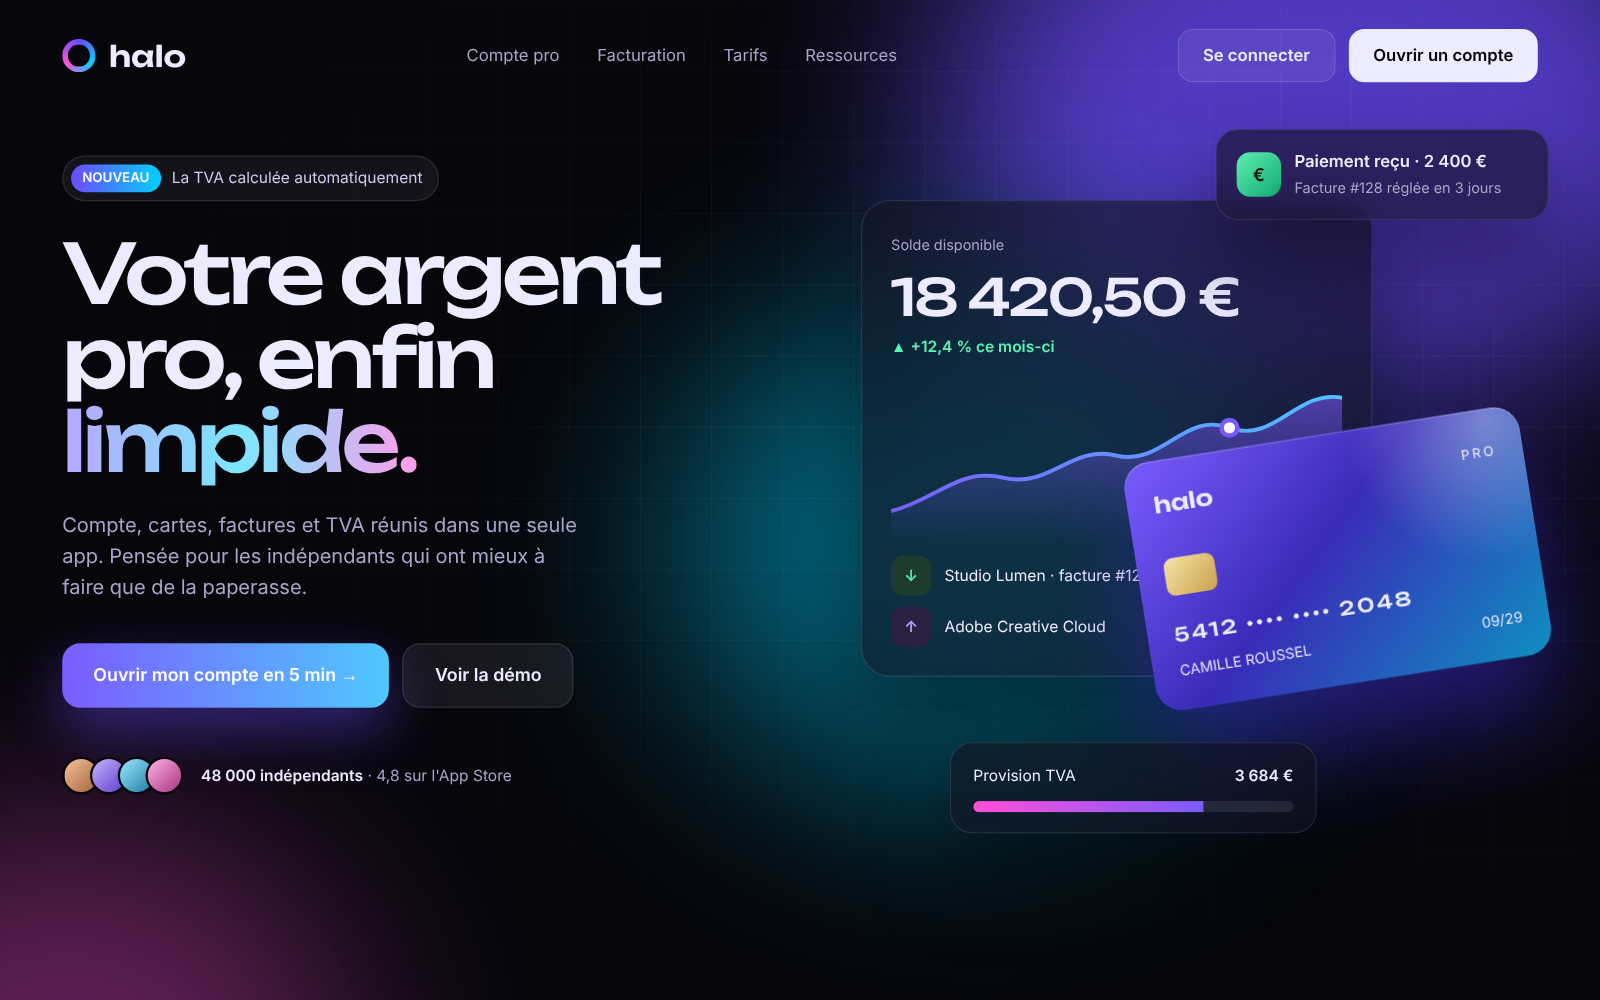 halo
Compte pro
Facturation
Tarifs
Ressources
Se connecter
Ouvrir un compte
NOUVEAU La TVA calculée automatiquement
Votre argent
pro, enfin
limpide.
Compte, cartes, factures et TVA réunis dans une seule
app. Pensée pour les indépendants qui ont mieux à
faire que de la paperasse.
Ouvrir mon compte en 5 min →
Voir la démo
48 000 indépendants · 4,8 sur l'App Store
€
Paiement reçu · 2 400 €
Facture #128 réglée en 3 jours
Solde disponible
18 420,50 €
▲ +12,4 % ce mois-ci
↓ Studio Lumen · facture #12
↑ Adobe Creative Cloud
PRO
halo
5412 •••• •••• 2048
CAMILLE ROUSSEL
09/29
Provision TVA
3 684 €